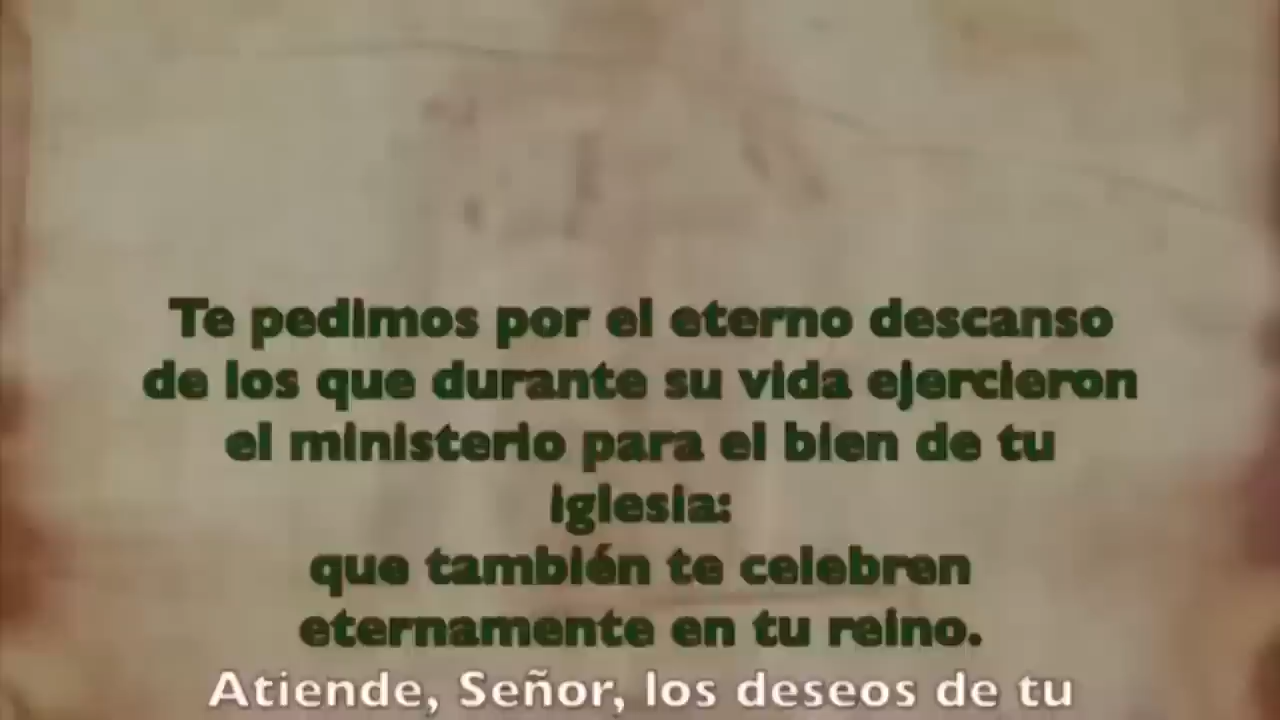 Te pedimos por el eterno descanso
de los que durante su vida ejercieron
el ministerio para el bien de tu
iglesia:
que también te celebren
eternamente en tu reino.
Atiende, Señor, los deseos de tu